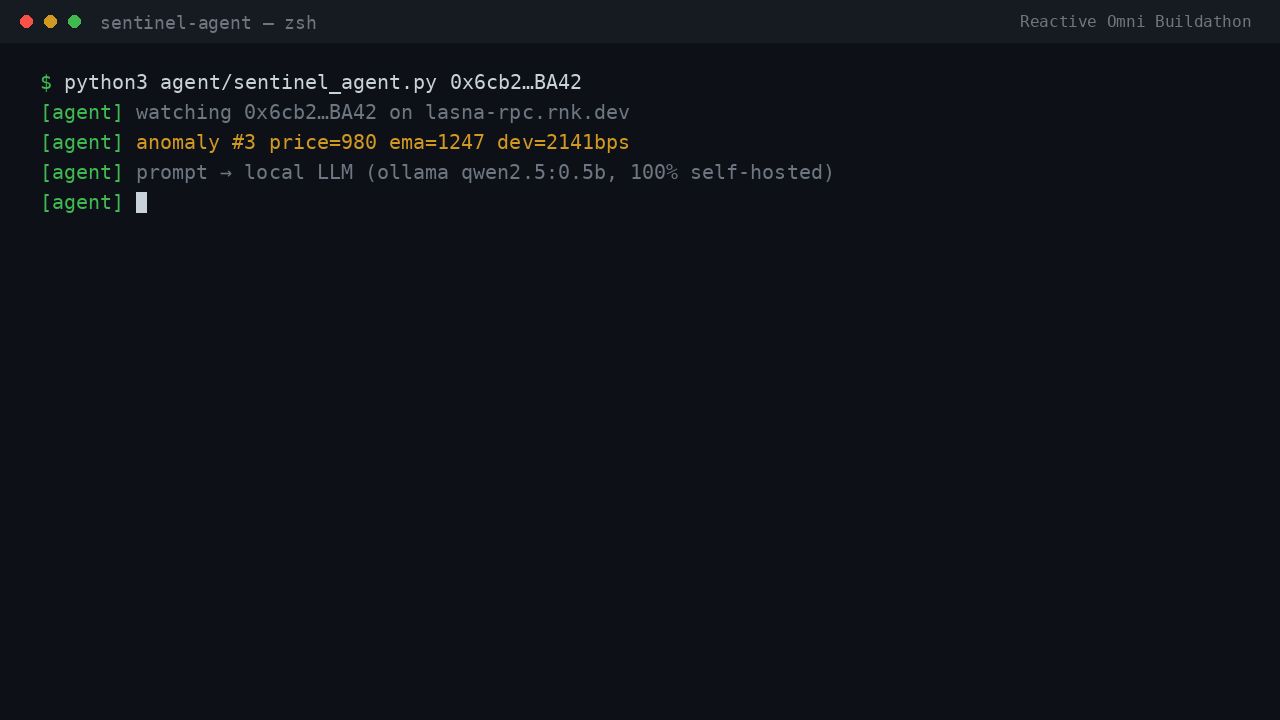 sentinel-agent — zsh
Reactive Omni Buildathon
$ python3 agent/sentinel_agent.py 0x6cb2…BA42
[agent] watching 0x6cb2…BA42 on lasna-rpc.rnk.dev
[agent] anomaly #3 price=980 ema=1247 dev=2141bps
[agent] prompt → local LLM (ollama qwen2.5:0.5b, 100% self-hosted)
[agent]